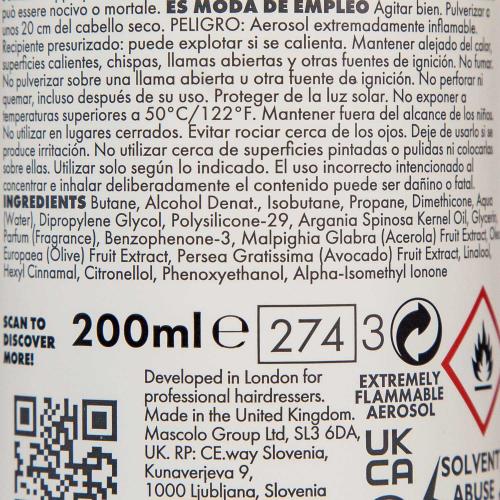 puede essere nocivo o mortale. ES MODA DE EMPLEO Agitar bien. Pulverizar a
unos 20 cm del cabello seco. PELIGRO: Aerosol extremadamente inflamable.
Recipiente presurizado: puede explotar si se calienta. Mantener alejado del calor,
superficies calientes, chispas, llamas abiertas y otras fuentes de ignición. No fumar.
No pulverizar sobre una llama abierta u otra fuente de ignición. No perforar ni
quemar, incluso después de su uso. Proteger de la luz solar. No exponer a
temperaturas superiores a 50°C/122°F. Mantener fuera del alcance de los niños.
No utilizar en lugares cerrados. Evitar rociar cerca de los ojos. Deje de usarlo si se
produce irritación. No utilizar cerca de superficies pintadas o pulidas ni colocarlas
sobre ellas. Utilizar solo según lo indicado. El uso incorrecto intencionado al
concentrar e inhalar deliberadamente el contenido puede ser dañino o fatal.
INGREDIENTS Butane, Alcohol Denat., Isobutane, Propane, Dimethicone, Aqua
(Water), Dipropylene Glycol, Polysilicone-29, Argania Spinosa Kernel Oil, Glycerin,
Parfum (Fragrance), Benzophenone-3, Malpighia Glabra (Acerola) Fruit Extract, Olea
Europaea (Olive) Fruit Extract, Persea Gratissima (Avocado) Fruit Extract, Linalool,
Hexyl Cinnamal, Citronellol, Phenoxyethanol, Alpha-Isomethyl Ionone
SCAN TO
DISCOVER
MORE!
200ml e 274 3
Developed in London for
professional hairdressers.
Made in the United Kingdom.
Mascolo Group Ltd, SL3 6DA,
UK. RP: CE.way Slovenia,
Kunaverjeva 9,
1000 Ljubljana, Slovenia
EXTREMELY
FLAMMABLE
AEROSOL
UK
CA
SOLVENT
ABUSE